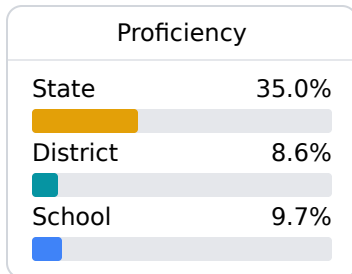 Proficiency
State 35.0%
District 8.6%
School 9.7%